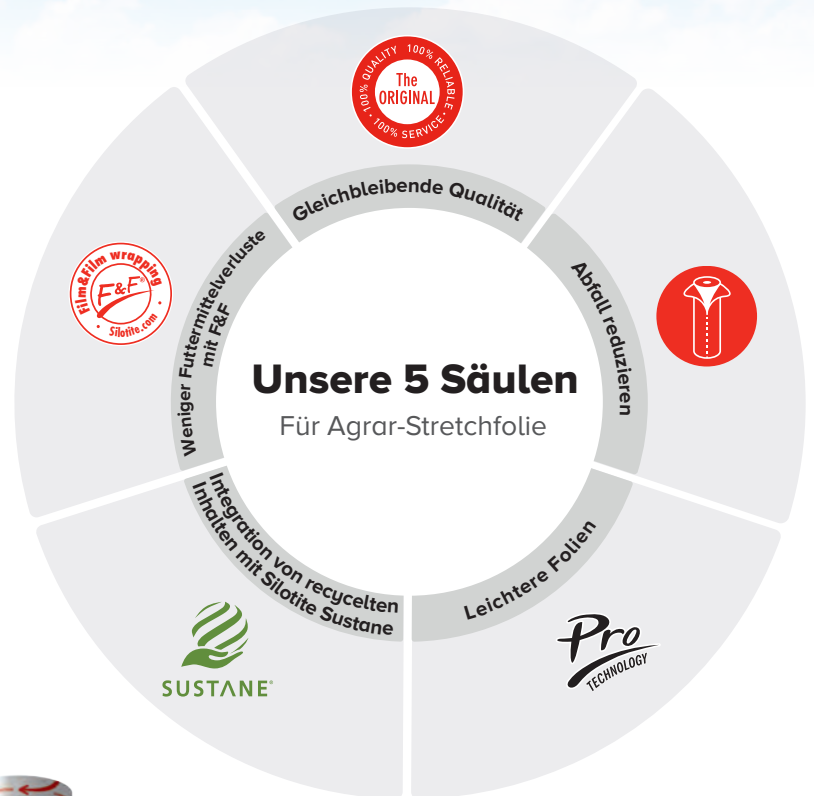 100% QUALITY · 100% RELIABLE · 100% SERVICE ·
The
ORIGINAL
Gleichbleibende Qualität
Abfall reduzieren
Leichtere Folien
Pro
TECHNOLOGY
Integration von recycelten
Inhalten mit Silotite Sustane
SUSTΛNE®
Weniger Futtermittelverluste
mit F&F
Film&Film wrapping
F&F®
· Silotite.com ·
Unsere 5 Säulen
Für Agrar-Stretchfolie